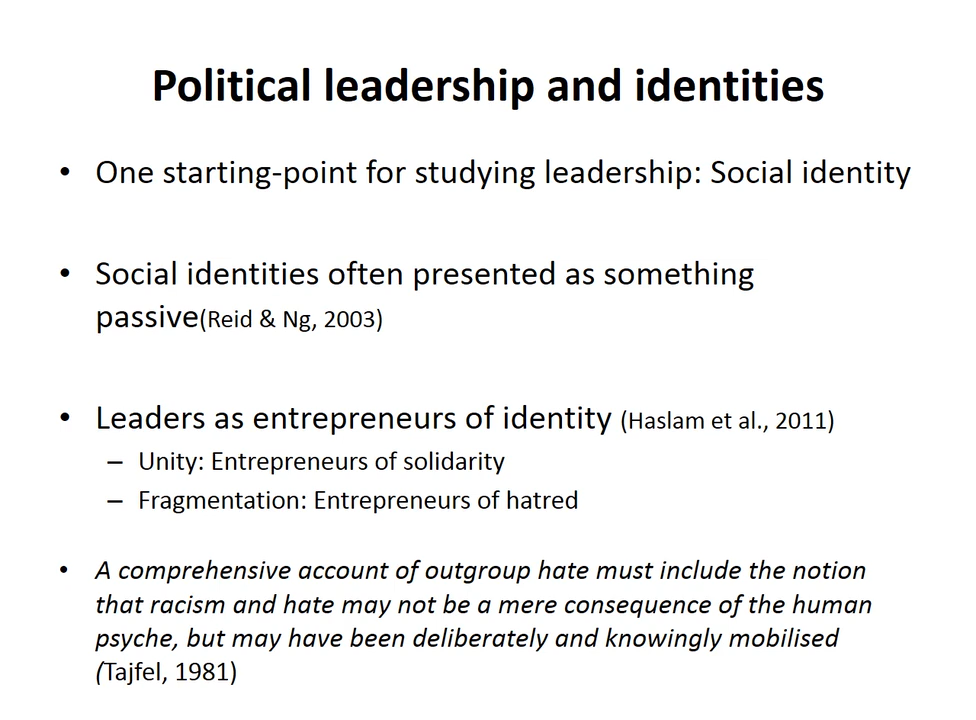 Political leadership and identities
• One starting-point for studying leadership: Social identity
• Social identities often presented as something
passive(Reid & Ng, 2003)
• Leaders as entrepreneurs of identity (Haslam et al., 2011)
– Unity: Entrepreneurs of solidarity
– Fragmentation: Entrepreneurs of hatred
• A comprehensive account of outgroup hate must include the notion
that racism and hate may not be a mere consequence of the human
psyche, but may have been deliberately and knowingly mobilised
(Tajfel, 1981)